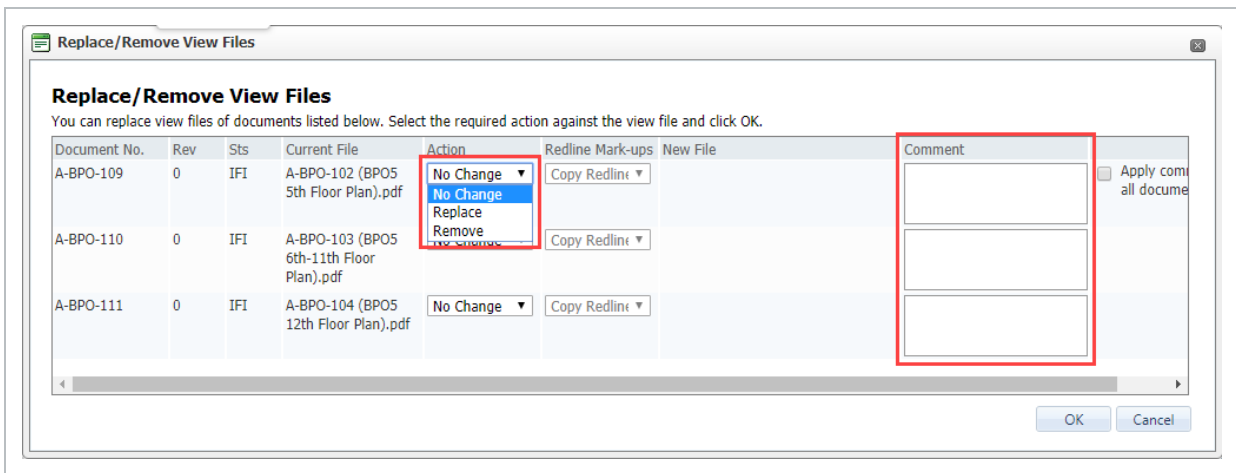 Replace/Remove View Files
Replace/Remove View Files
You can replace view files of documents listed below. Select the required action against the view file and click OK.
Document No. Rev Sts Current File Action Redline Mark-ups New File Comment
A-BPO-109 0 IFI A-BPO-102 (BPO5 No Change Copy Redline Apply com
5th Floor Plan).pdf No Change all docume
Replace
Remove
A-BPO-110 0 IFI A-BPO-103 (BPO5 No Change Copy Redline
6th-11th Floor
Plan).pdf
A-BPO-111 0 IFI A-BPO-104 (BPO5 No Change Copy Redline
12th Floor Plan).pdf
OK Cancel